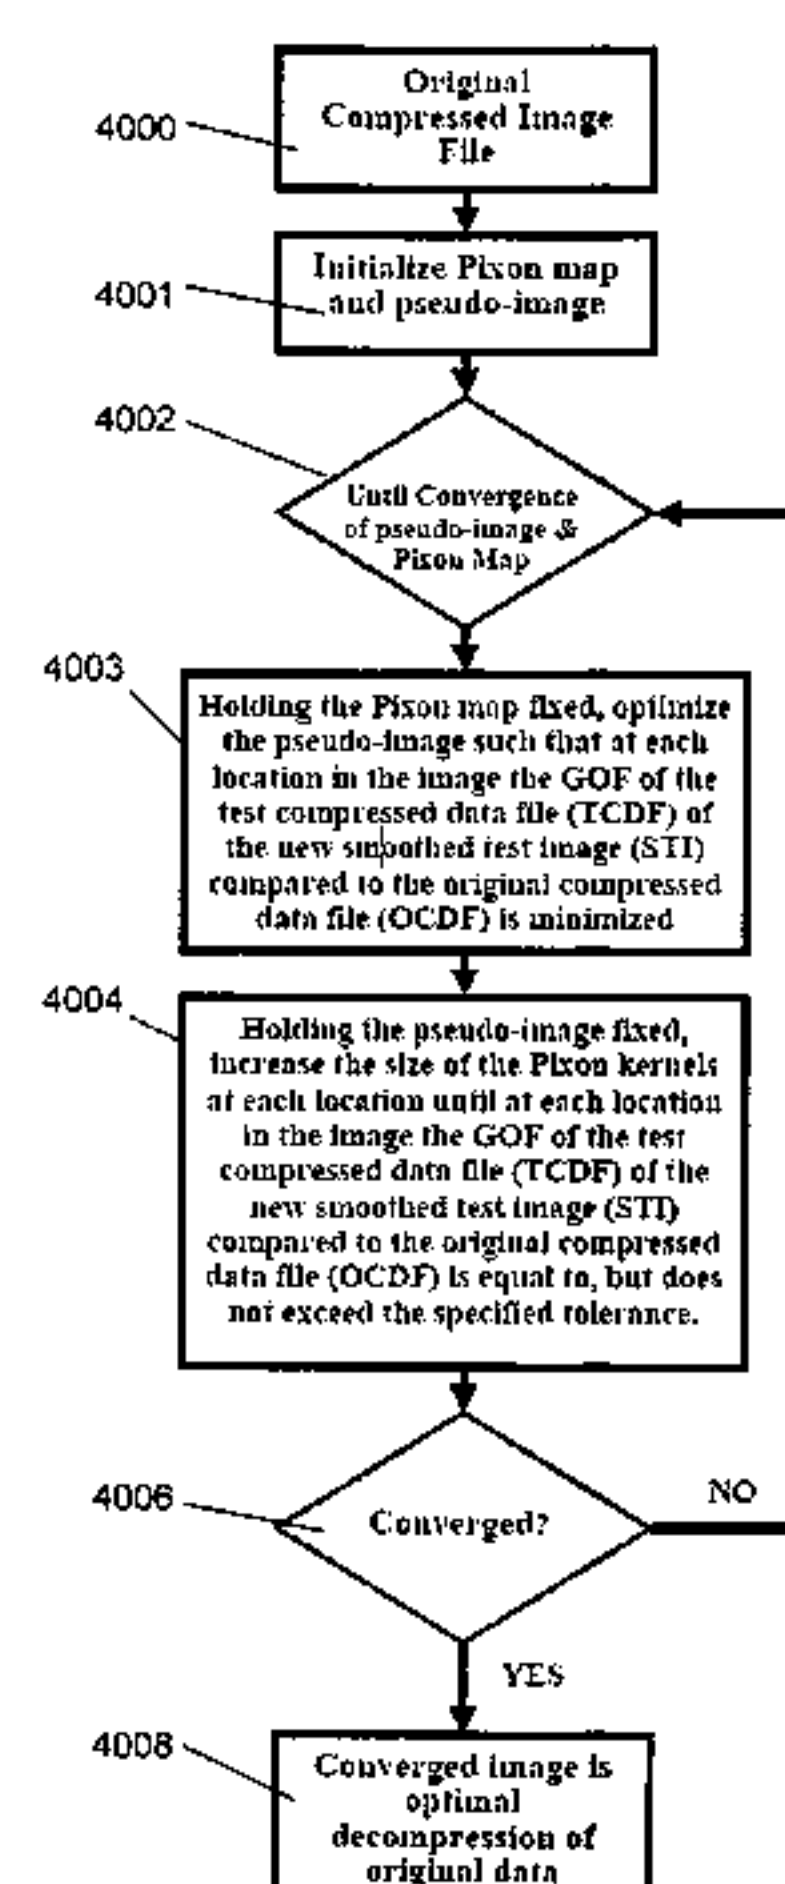 Original
Compressed Image
File
4000
Initialize Pixon map
and pseudo-image
4001
4002
Until Convergence
of pseudo-image &
Pixon Map
4003
Holding the Pixon map fixed, optimize
the pseudo-image such that at each
location in the image the GOF of the
test compressed data file (TCDF) of
the new smoothed test image (STI)
compared to the original compressed
data file (OCDF) is minimized
4004
Holding the pseudo-image fixed,
increase the size of the Pixon kernels
at each location until at each location
in the image the GOF of the test
compressed data file (TCDF) of the
new smoothed test image (STI)
compared to the original compressed
data file (OCDF) is equal to, but does
not exceed the specified tolerance.
4006
Converged?
NO
YES
4008
Converged image is
optimal
decompression of
original data